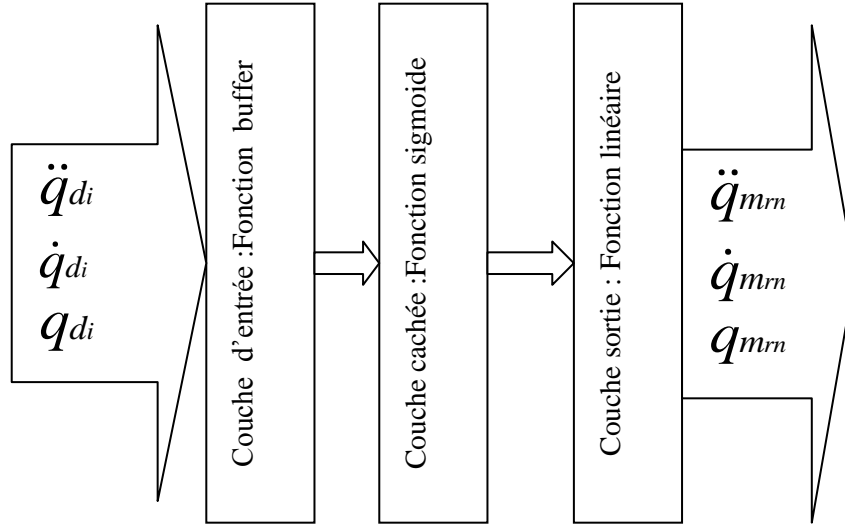 q̈di
q̇di
qdi
Couche d'entrée :Fonction buffer
Couche cachée :Fonction sigmoide
Couche sortie : Fonction linéaire
q̈mrn
q̇mrn
qmrn